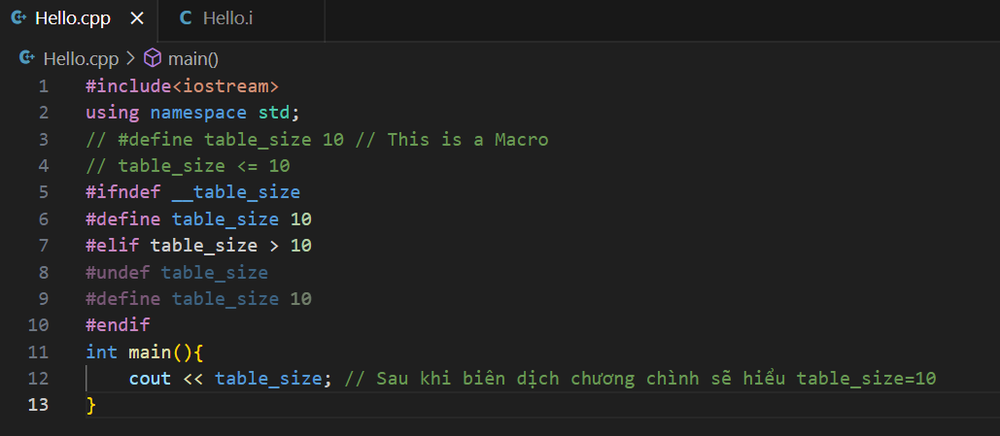 Hello.cpp Hello.i
Hello.cpp > main()
1 #include<iostream>
2 using namespace std;
3 // #define table_size 10 // This is a Macro
4 // table_size <= 10
5 #ifndef __table_size
6 #define table_size 10
7 #elif table_size > 10
8 #undef table_size
9 #define table_size 10
10 #endif
11 int main(){
12 cout << table_size; // Sau khi biên dịch chương chình sẽ hiểu table_size=10
13 }